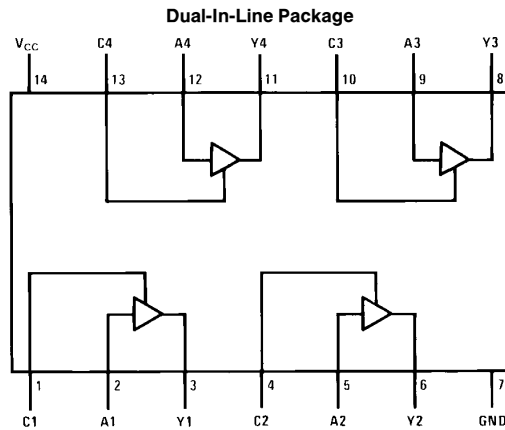 Dual-In-Line Package
VCC C4 A4 Y4 C3 A3 Y3
14 13 12 11 10 9 8
1 2 3 4 5 6 7
C1 A1 Y1 C2 A2 Y2 GND